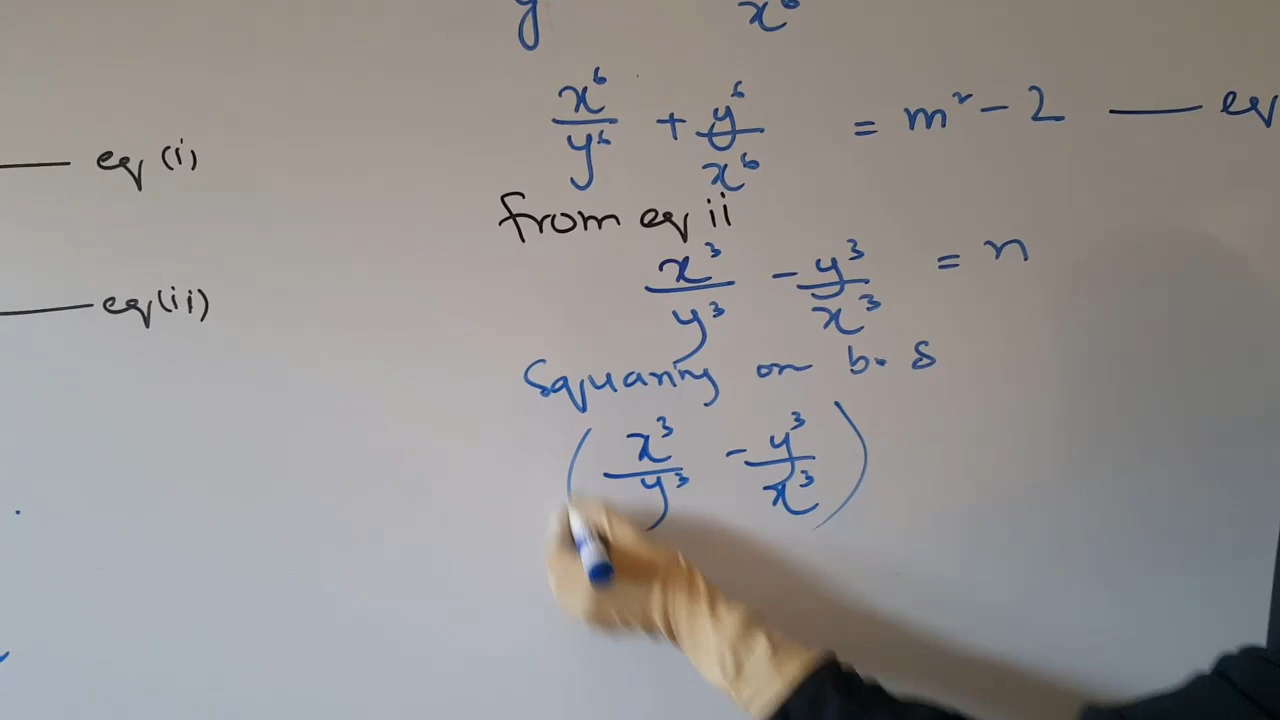 y x⁶
x⁶/y⁶ + y⁶/x⁶ = m² - 2 —— eq
eq (i)
from eq ii
x³/y³ - y³/x³ = n
eq (ii)
Squaring on b. s
(x³/y³ - y³/x³)